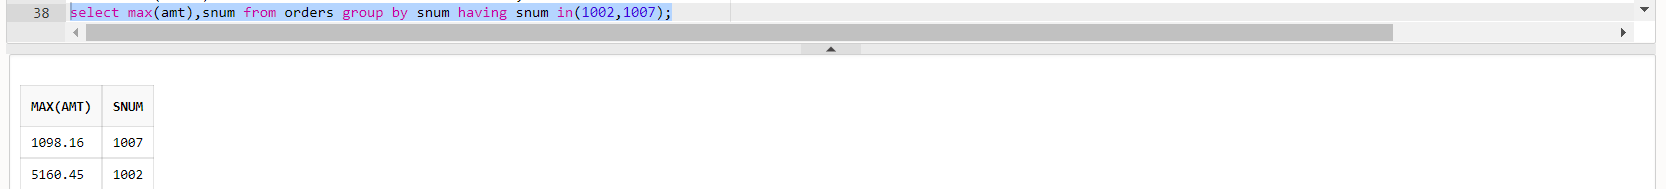 38 select max(amt),snum from orders group by snum having snum in(1002,1007);
MAX(AMT) SNUM
1098.16 1007
5160.45 1002